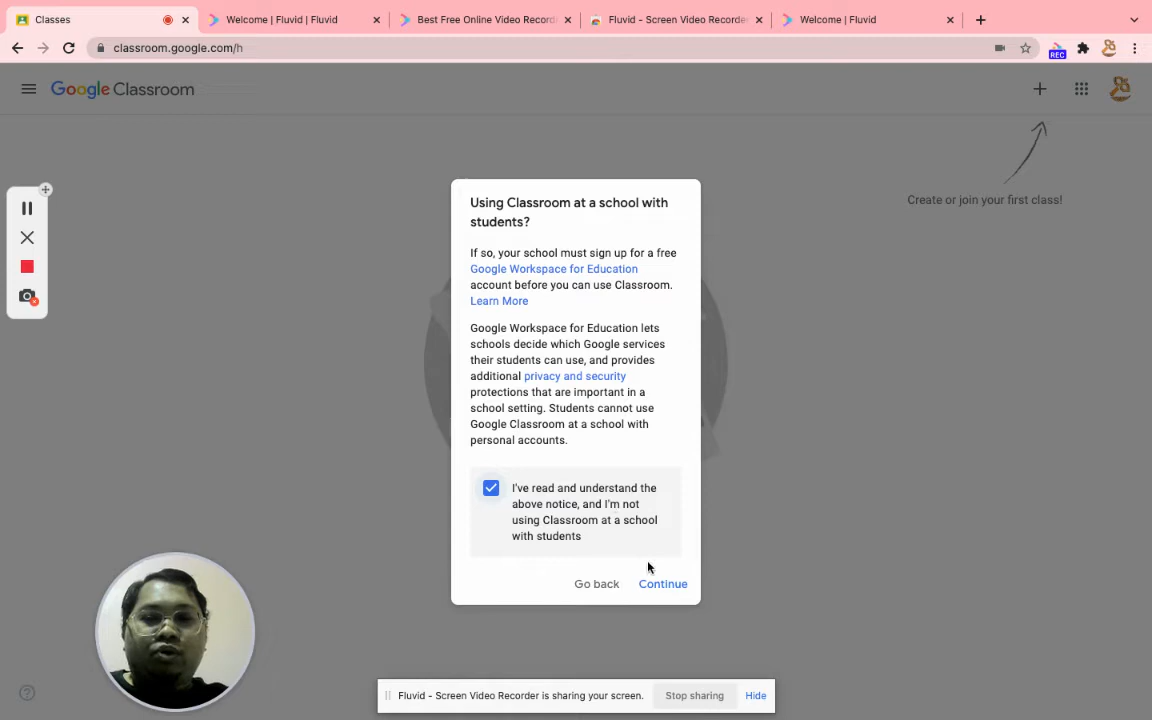 Classes
Welcome | Fluvid | Fluvid
Best Free Online Video Recordi
Fluvid - Screen Video Recorder
Welcome | Fluvid
classroom.google.com/h
REC
Google Classroom
Create or join your first class!
Using Classroom at a school with
students?
If so, your school must sign up for a free
Google Workspace for Education
account before you can use Classroom.
Learn More
Google Workspace for Education lets
schools decide which Google services
their students can use, and provides
additional privacy and security
protections that are important in a
school setting. Students cannot use
Google Classroom at a school with
personal accounts.
I've read and understand the
above notice, and I'm not
using Classroom at a school
with students
Go back Continue
Fluvid - Screen Video Recorder is sharing your screen. Stop sharing Hide